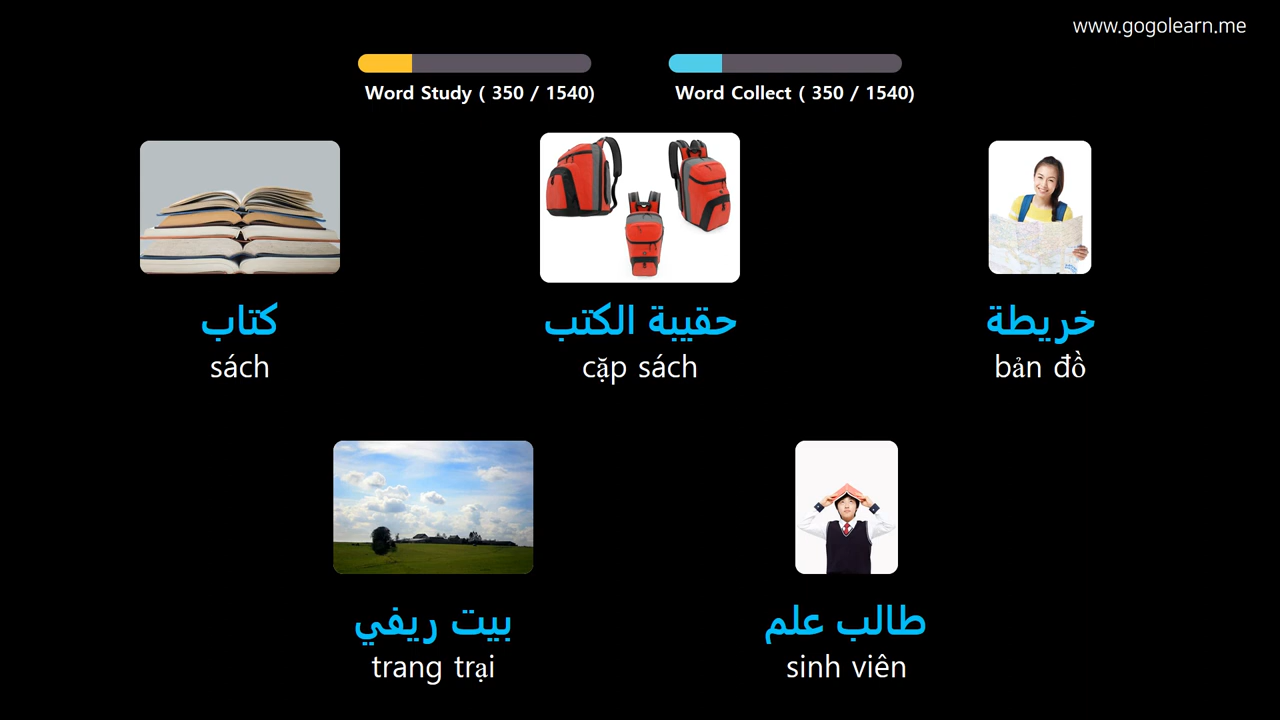 www.gogolearn.me
Word Study ( 350 / 1540)
Word Collect ( 350 / 1540)
كتاب
sách
حقيبة الكتب
cặp sách
خريطة
bản đồ
بيت ريفي
trang trại
طالب علم
sinh viên